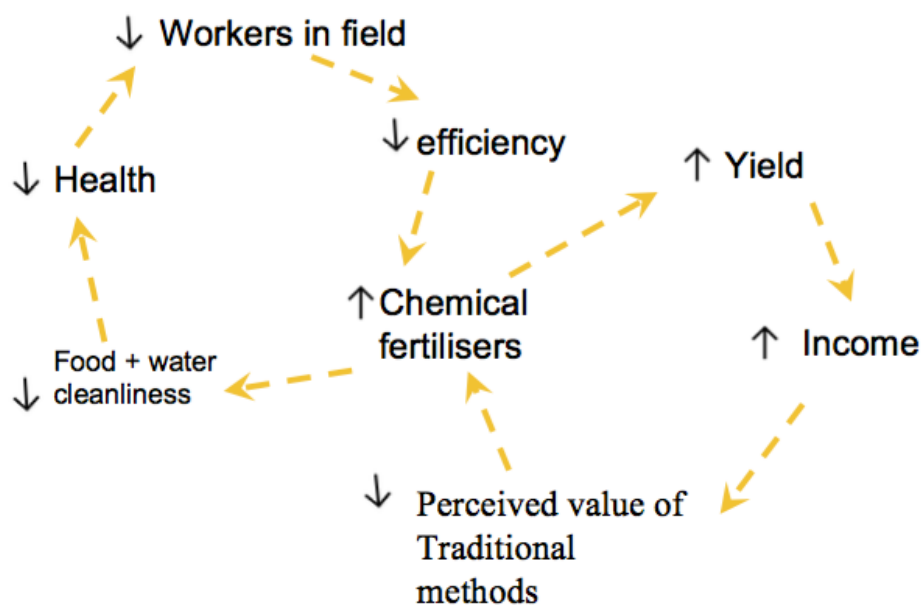 ↓ Workers in field
↓ efficiency
↑ Yield
↓ Health
↑ Chemical
fertilisers
↑ Income
↓ Food + water
cleanliness
↓ Perceived value of
Traditional
methods